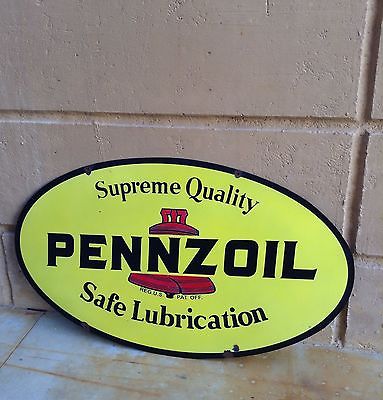 Supreme Quality
PENNZOIL
REG. U.S. PAT. OFF.
Safe Lubrication